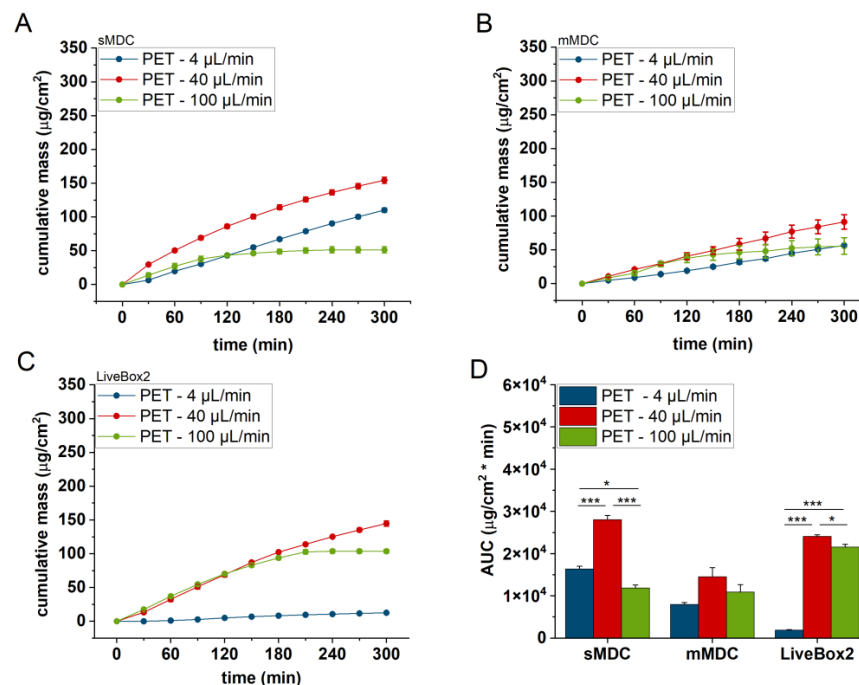 A
sMDC
PET - 4 µL/min
PET - 40 µL/min
PET - 100 µL/min
350
300
250
200
150
100
50
0
cumulative mass (µg/cm²)
0 60 120 180 240 300
time (min)
B
mMDC
PET - 4 µL/min
PET - 40 µL/min
PET - 100 µL/min
350
300
250
200
150
100
50
0
cumulative mass (µg/cm²)
0 60 120 180 240 300
time (min)
C
LiveBox2
PET - 4 µL/min
PET - 40 µL/min
PET - 100 µL/min
350
300
250
200
150
100
50
0
cumulative mass (µg/cm²)
0 60 120 180 240 300
time (min)
D
PET - 4 µL/min
PET - 40 µL/min
PET - 100 µL/min
6×10⁴
5×10⁴
4×10⁴
3×10⁴
2×10⁴
1×10⁴
0
AUC (µg/cm² * min)
*
*** ***
***
*** *
sMDC mMDC LiveBox2